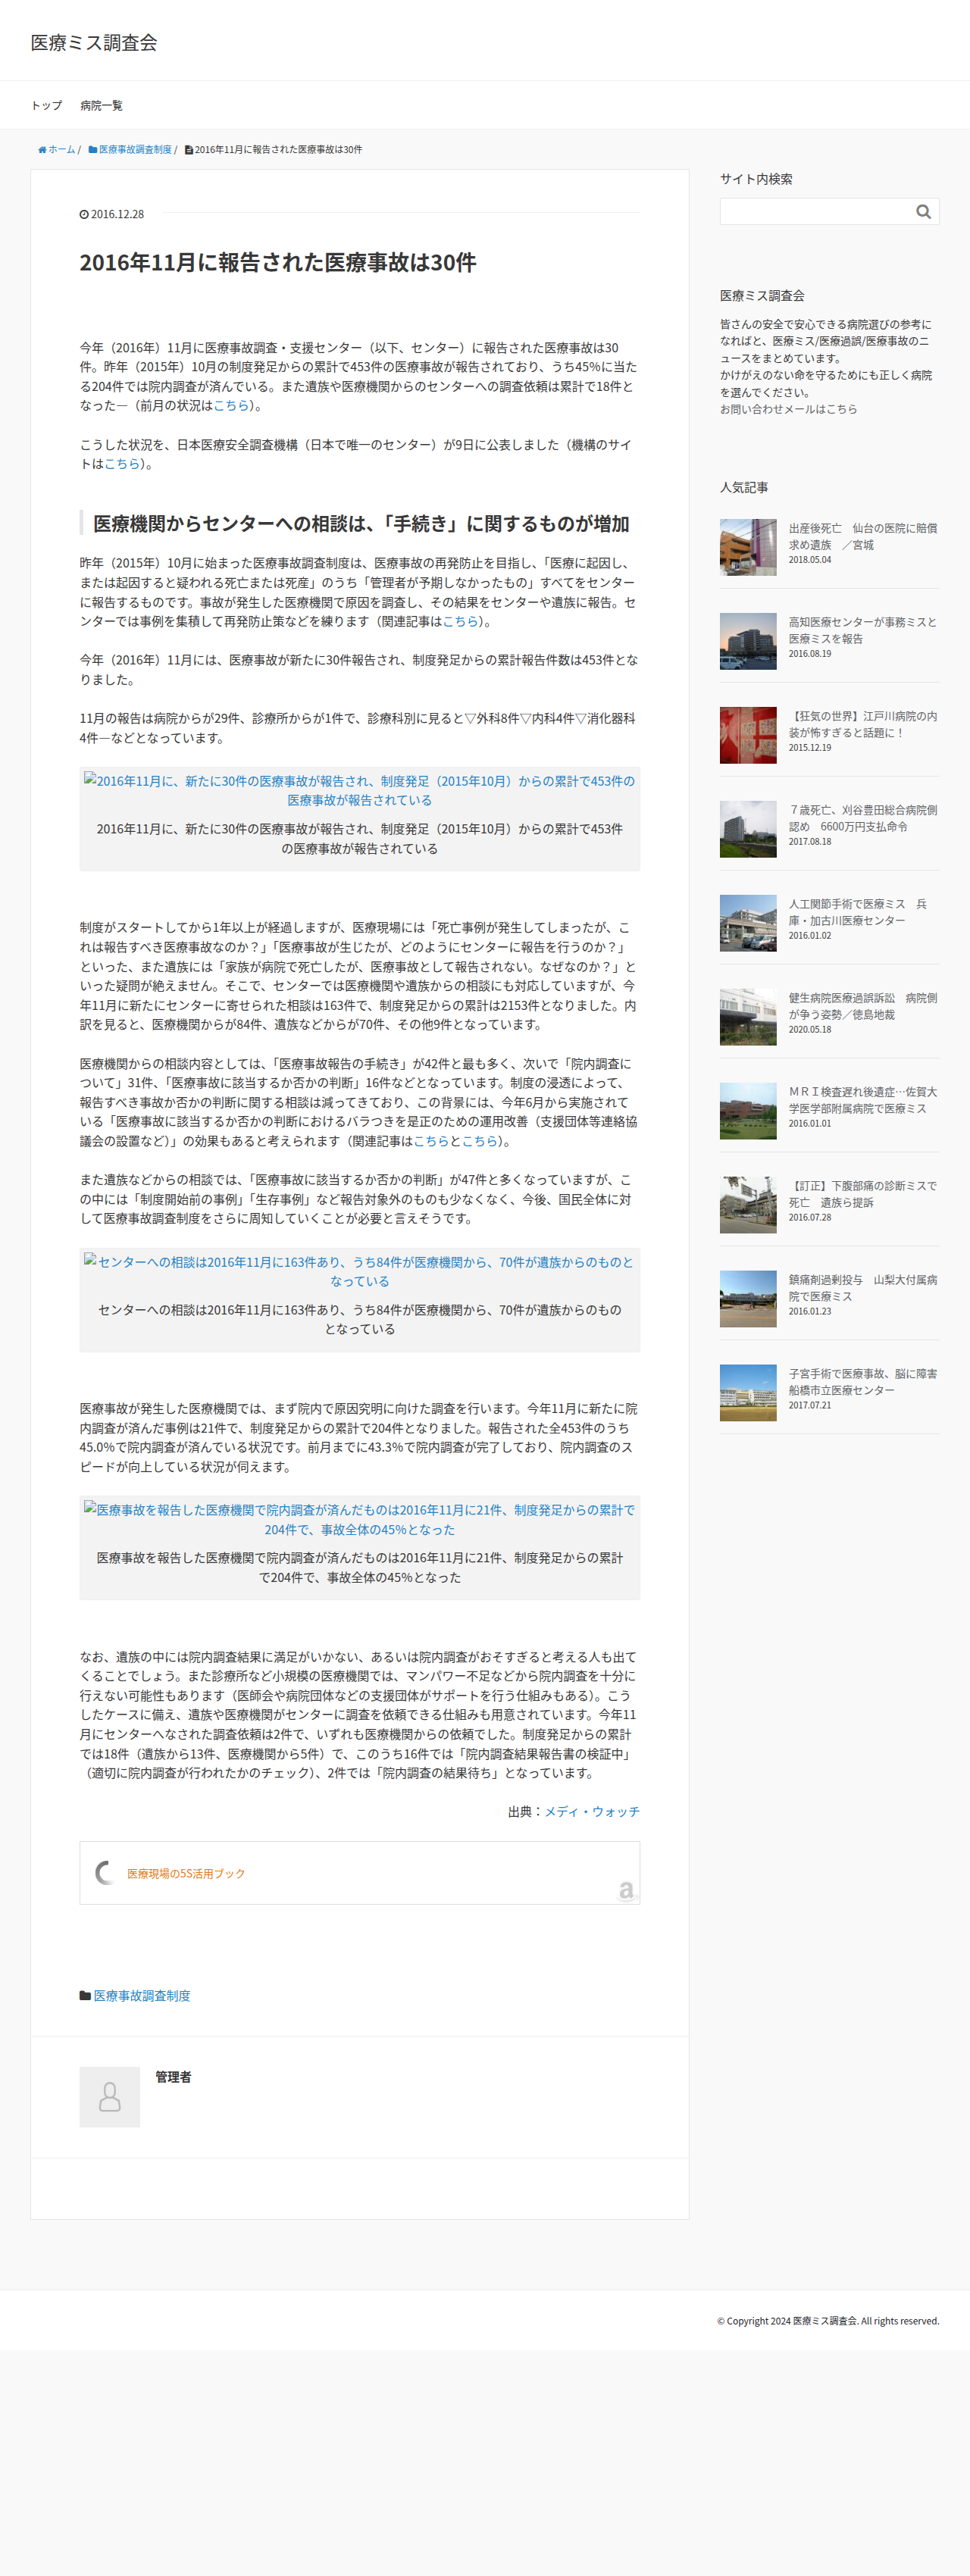 医療ミス調査会
トップ 病院一覧
ホーム / 医療事故調査制度 / 2016年11月に報告された医療事故は30件
2016.12.28
2016年11月に報告された医療事故は30件
今年（2016年）11月に医療事故調査・支援センター（以下、センター）に報告された医療事故は30
件。昨年（2015年）10月の制度発足からの累計で453件の医療事故が報告されており、うち45%に当た
る204件では院内調査が済んでいる。また遺族や医療機関からのセンターへの調査依頼は累計で18件と
なった―（前月の状況はこちら）。
こうした状況を、日本医療安全調査機構（日本で唯一のセンター）が9日に公表しました（機構のサイ
トはこちら）。
医療機関からセンターへの相談は、「手続き」に関するものが増加
昨年（2015年）10月に始まった医療事故調査制度は、医療事故の再発防止を目指し、「医療に起因し、
または起因すると疑われる死亡または死産」のうち「管理者が予期しなかったもの」すべてをセンター
に報告するものです。事故が発生した医療機関で原因を調査し、その結果をセンターや遺族に報告。セ
ンターでは事例を集積して再発防止策などを練ります（関連記事はこちら）。
今年（2016年）11月には、医療事故が新たに30件報告され、制度発足からの累計報告件数は453件とな
りました。
11月の報告は病院からが29件、診療所からが1件で、診療科別に見ると▽外科8件▽内科4件▽消化器科
4件―などとなっています。
2016年11月に、新たに30件の医療事故が報告され、制度発足（2015年10月）からの累計で453件の
医療事故が報告されている
2016年11月に、新たに30件の医療事故が報告され、制度発足（2015年10月）からの累計で453件
の医療事故が報告されている
制度がスタートしてから1年以上が経過しますが、医療現場には「死亡事例が発生してしまったが、こ
れは報告すべき医療事故なのか？」「医療事故が生じたが、どのようにセンターに報告を行うのか？」
といった、また遺族には「家族が病院で死亡したが、医療事故として報告されない。なぜなのか？」と
いった疑問が絶えません。そこで、センターでは医療機関や遺族からの相談にも対応していますが、今
年11月に新たにセンターに寄せられた相談は163件で、制度発足からの累計は2153件となりました。内
訳を見ると、医療機関からが84件、遺族などからが70件、その他9件となっています。
医療機関からの相談内容としては、「医療事故報告の手続き」が42件と最も多く、次いで「院内調査に
ついて」31件、「医療事故に該当するか否かの判断」16件などとなっています。制度の浸透によって、
報告すべき事故か否かの判断に関する相談は減ってきており、この背景には、今年6月から実施されて
いる「医療事故に該当するか否かの判断におけるバラつきを是正のための運用改善（支援団体等連絡協
議会の設置など）」の効果もあると考えられます（関連記事はこちらとこちら）。
また遺族などからの相談では、「医療事故に該当するか否かの判断」が47件と多くなっていますが、こ
の中には「制度開始前の事例」「生存事例」など報告対象外のものも少なくなく、今後、国民全体に対
して医療事故調査制度をさらに周知していくことが必要と言えそうです。
センターへの相談は2016年11月に163件あり、うち84件が医療機関から、70件が遺族からのものと
なっている
センターへの相談は2016年11月に163件あり、うち84件が医療機関から、70件が遺族からのもの
となっている
医療事故が発生した医療機関では、まず院内で原因究明に向けた調査を行います。今年11月に新たに院
内調査が済んだ事例は21件で、制度発足からの累計で204件となりました。報告された全453件のうち
45.0％で院内調査が済んでいる状況です。前月までに43.3％で院内調査が完了しており、院内調査のス
ピードが向上している状況が伺えます。
医療事故を報告した医療機関で院内調査が済んだものは2016年11月に21件、制度発足からの累計で
204件で、事故全体の45%となった
医療事故を報告した医療機関で院内調査が済んだものは2016年11月に21件、制度発足からの累計
で204件で、事故全体の45%となった
なお、遺族の中には院内調査結果に満足がいかない、あるいは院内調査がおそすぎると考える人も出て
くることでしょう。また診療所など小規模の医療機関では、マンパワー不足などから院内調査を十分に
行えない可能性もあります（医師会や病院団体などの支援団体がサポートを行う仕組みもある）。こう
したケースに備え、遺族や医療機関がセンターに調査を依頼できる仕組みも用意されています。今年11
月にセンターへなされた調査依頼は2件で、いずれも医療機関からの依頼でした。制度発足からの累計
では18件（遺族から13件、医療機関から5件）で、このうち16件では「院内調査結果報告書の検証中」
（適切に院内調査が行われたかのチェック）、2件では「院内調査の結果待ち」となっています。
出典：メディ・ウォッチ
医療現場の5S活用ブック
a
医療事故調査制度
管理者
サイト内検索
医療ミス調査会
皆さんの安全で安心できる病院選びの参考に
なればと、医療ミス/医療過誤/医療事故のニ
ュースをまとめています。
かけがえのない命を守るためにも正しく病院
を選んでください。
お問い合わせメールはこちら
人気記事
出産後死亡　仙台の医院に賠償
求め遺族　／宮城
2018.05.04
高知医療センターが事務ミスと
医療ミスを報告
2016.08.19
【狂気の世界】江戸川病院の内
装が怖すぎると話題に！
2015.12.19
７歳死亡、刈谷豊田総合病院側
認め　6600万円支払命令
2017.08.18
人工関節手術で医療ミス　兵
庫・加古川医療センター
2016.01.02
健生病院医療過誤訴訟　病院側
が争う姿勢／徳島地裁
2020.05.18
ＭＲＩ検査遅れ後遺症…佐賀大
学医学部附属病院で医療ミス
2016.01.01
【訂正】下腹部痛の診断ミスで
死亡　遺族ら提訴
2016.07.28
鎮痛剤過剰投与　山梨大付属病
院で医療ミス
2016.01.23
子宮手術で医療事故、脳に障害
船橋市立医療センター
2017.07.21
© Copyright 2024 医療ミス調査会. All rights reserved.